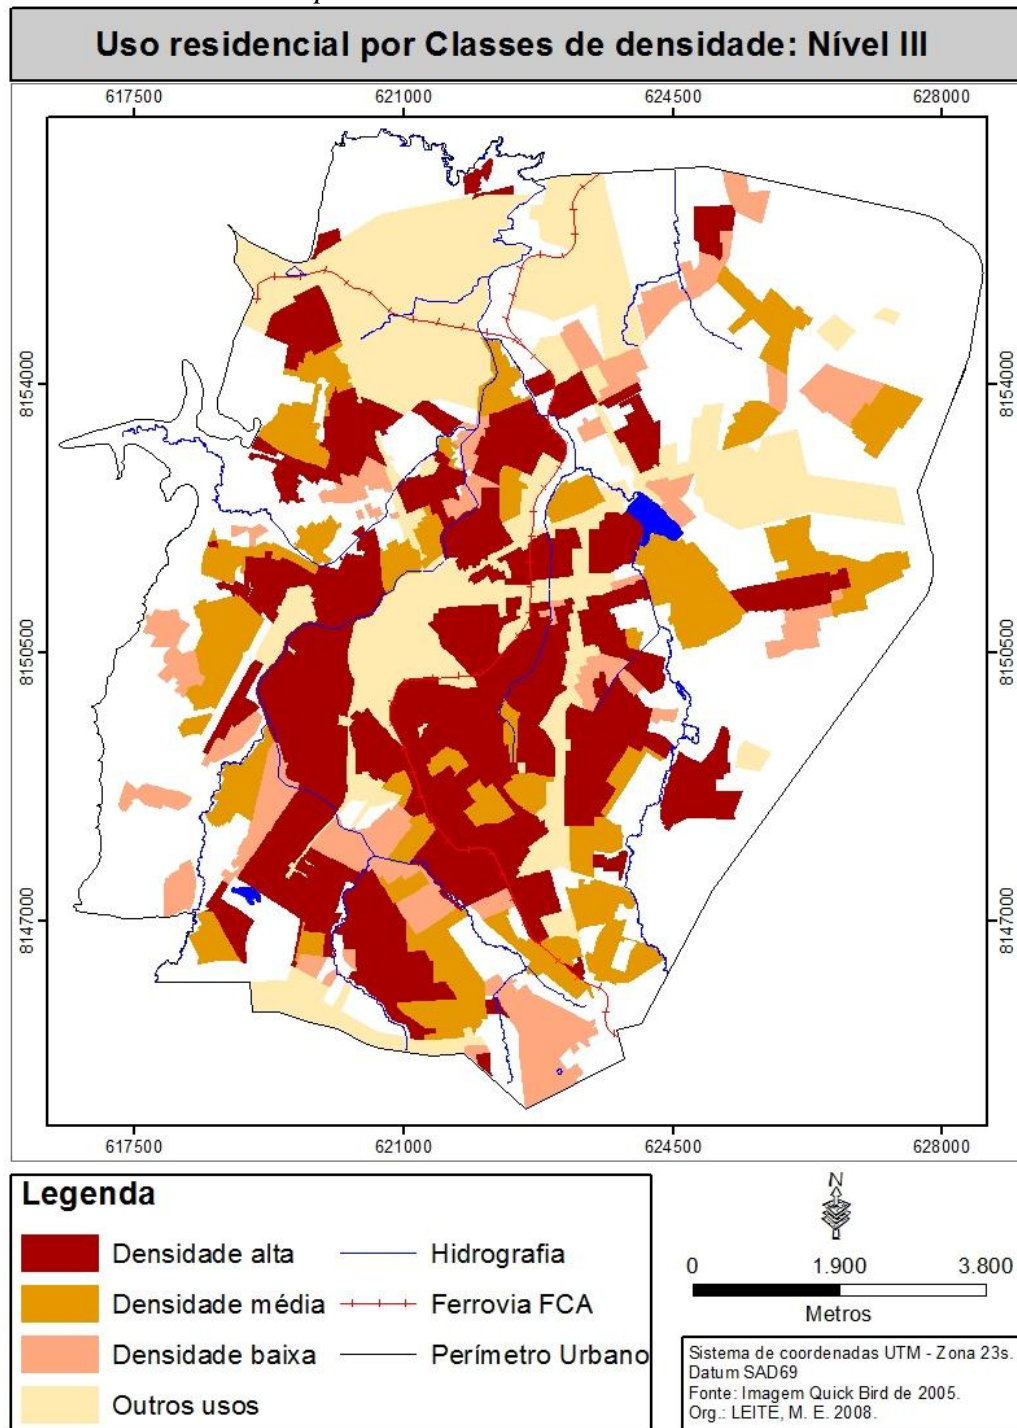 Uso residencial por Classes de densidade: Nível III
617500 621000 624500 628000
8154000 8154000
8150500 8150500
8147000 8147000
617500 621000 624500 628000
Legenda
Densidade alta
Densidade média
Densidade baixa
Outros usos
Hidrografia
Ferrovia FCA
Perímetro Urbano
N
0 1.900 3.800
Metros
Sistema de coordenadas UTM - Zona 23s.
Datum SAD69
Fonte: Imagem Quick Bird de 2005.
Org.: LEITE, M. E. 2008.